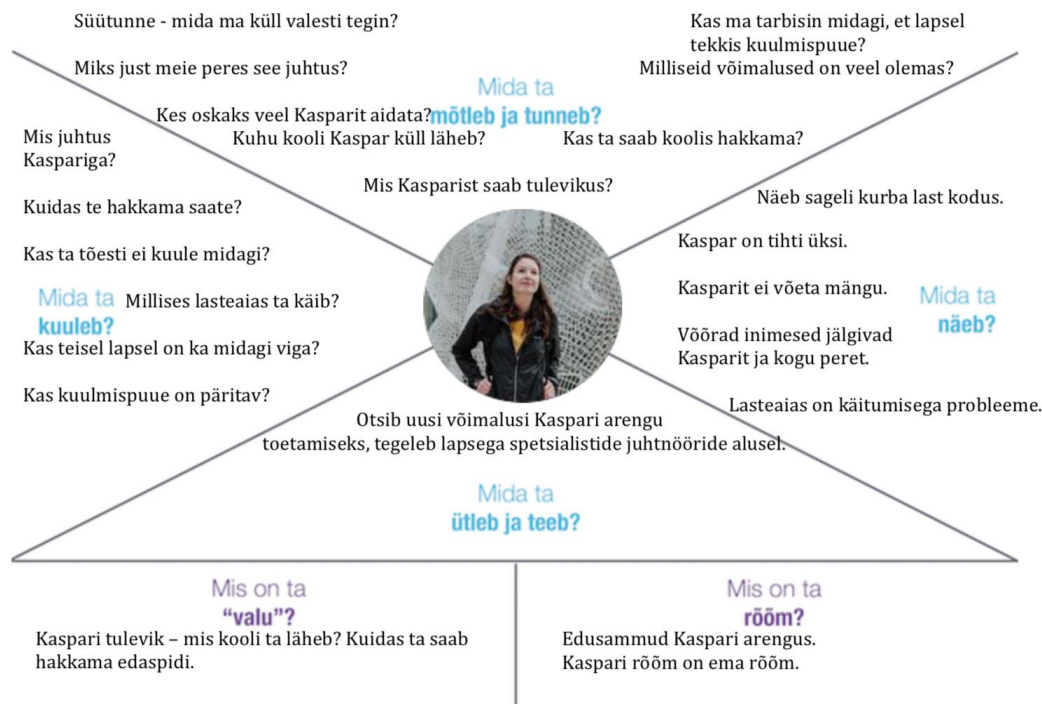 Süütunne - mida ma küll valesti tegin?
Miks just meie peres see juhtus?
Kas ma tarbisin midagi, et lapsel
tekkis kuulmispuue?
Milliseid võimalused on veel olemas?
Mida ta
mõtleb ja tunneb?
Kes oskaks veel Kasparit aidata?
Kuhu kooli Kaspar küll läheb?
Kas ta saab koolis hakkama?
Mis Kasparist saab tulevikus?
Mis juhtus
Kaspariga?
Kuidas te hakkama saate?
Kas ta tõesti ei kuule midagi?
Mida ta
kuuleb?
Millises lasteaias ta käib?
Kas teisel lapsel on ka midagi viga?
Kas kuulmispuue on päritav?
Näeb sageli kurba last kodus.
Kaspar on tihti üksi.
Kasparit ei võeta mängu.
Mida ta
näeb?
Võõrad inimesed jälgivad
Kasparit ja kogu peret.
Lasteaias on käitumisega probleeme.
Otsib uusi võimalusi Kaspari arengu
toetamiseks, tegeleb lapsega spetsialistide juhtnööride alusel.
Mida ta
ütleb ja teeb?
Mis on ta
“valu”?
Kaspari tulevik – mis kooli ta läheb? Kuidas ta saab
hakkama edaspidi.
Mis on ta
rõõm?
Edusammud Kaspari arengus.
Kaspari rõõm on ema rõõm.